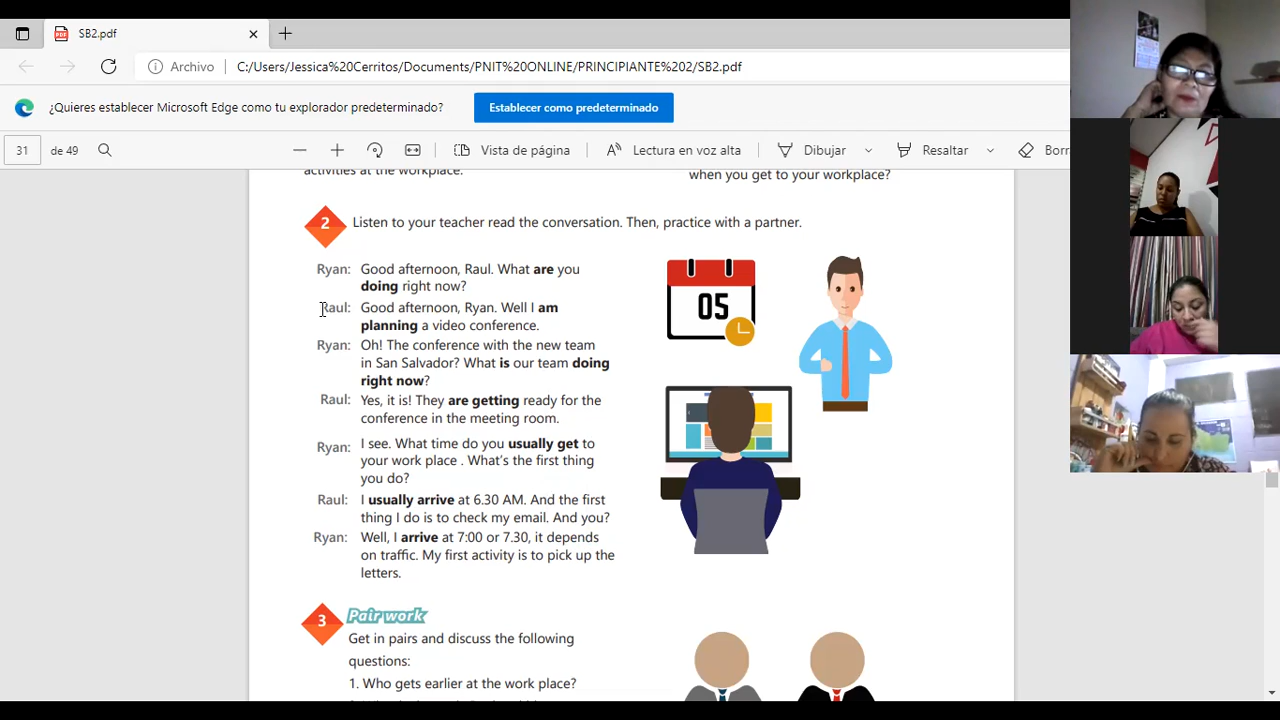 SB2.pdf
Archivo C:/Users/Jessica%20Cerritos/Documents/PNIT%20ONLINE/PRINCIPIANTE%202/SB2.pdf
¿Quieres establecer Microsoft Edge como tu explorador predeterminado? Establecer como predeterminado
31 de 49 Vista de página Lectura en voz alta Dibujar Resaltar Borr
activities at the workplace.
when you get to your workplace?
2 Listen to your teacher read the conversation. Then, practice with a partner.
Ryan: Good afternoon, Raul. What are you
doing right now?
Raul: Good afternoon, Ryan. Well I am
planning a video conference.
Ryan: Oh! The conference with the new team
in San Salvador? What is our team doing
right now?
Raul: Yes, it is! They are getting ready for the
conference in the meeting room.
Ryan: I see. What time do you usually get to
your work place . What's the first thing
you do?
Raul: I usually arrive at 6.30 AM. And the first
thing I do is to check my email. And you?
Ryan: Well, I arrive at 7:00 or 7.30, it depends
on traffic. My first activity is to pick up the
letters.
05
3 Pair work
Get in pairs and discuss the following
questions:
1. Who gets earlier at the work place?